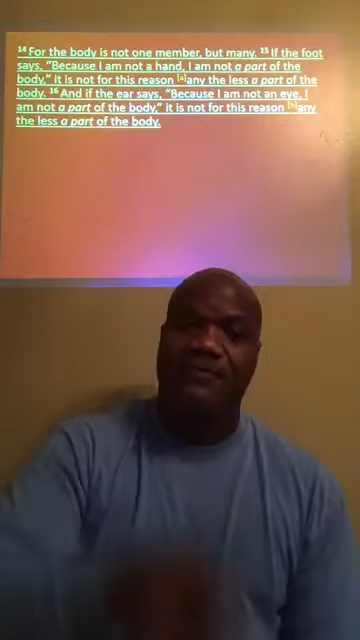 14 For the body is not one member, but many. 15 If the foot
says, “Because I am not a hand, I am not a part of the
body,” it is not for this reason [a]any the less a part of the
body. 16 And if the ear says, “Because I am not an eye, I
am not a part of the body,” it is not for this reason [b]any
the less a part of the body.